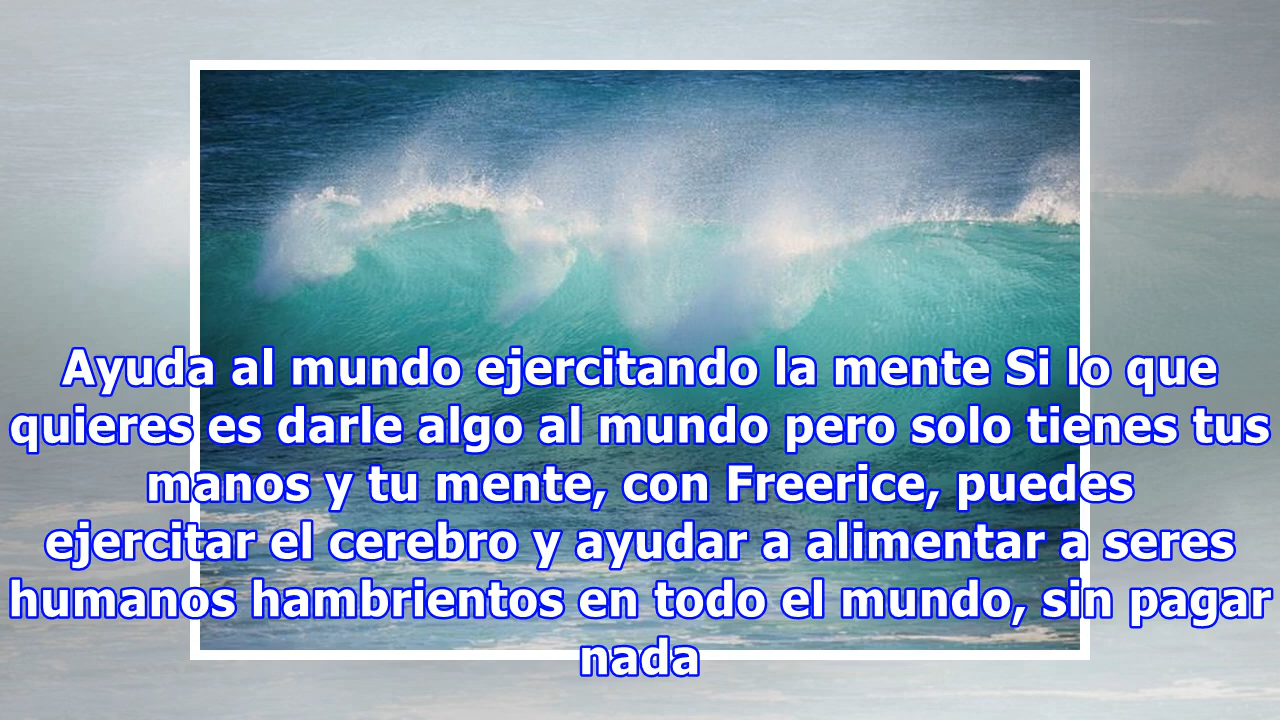 Ayuda al mundo ejercitando la mente Si lo que
quieres es darle algo al mundo pero solo tienes tus
manos y tu mente, con Freerice, puedes
ejercitar el cerebro y ayudar a alimentar a seres
humanos hambrientos en todo el mundo, sin pagar
nada